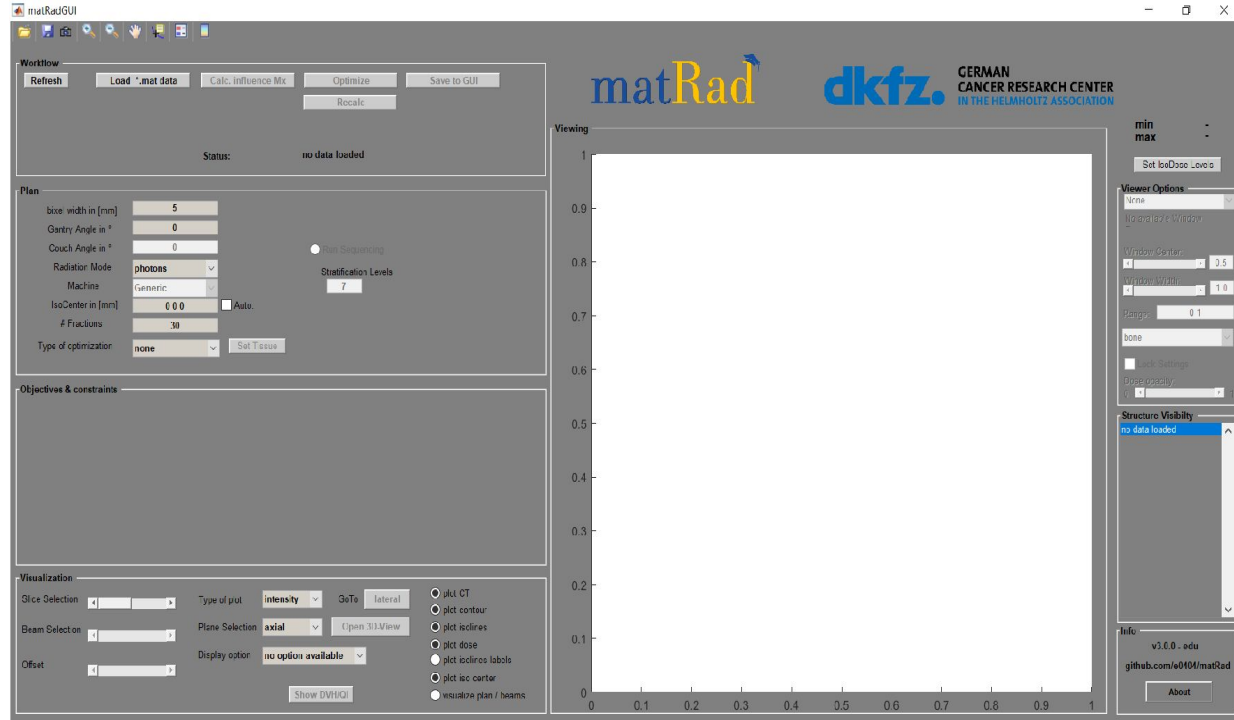 matRadGUI
Workflow
Refresh
Load *.mat data
Calc. influence Mx
Optimize
Save to GUI
Recalc
Status:
no data loaded
matRad
dkfz.
GERMAN
CANCER RESEARCH CENTER
IN THE HELMHOLTZ ASSOCIATION
Plan
bixel width in [mm]
5
Gantry Angle in °
0
Couch Angle in °
0
Radiation Mode
photons
Machine
Generic
IsoCenter in [mm]
0 0 0
Auto.
# Fractions
30
Type of optimization
none
Set Tissue
Run Sequencing
Stratification Levels
7
Objectives & constraints
Visualization
Slice Selection
Beam Selection
Offset
Type of plot
intensity
GoTo
lateral
Plane Selection
axial
Open 3D-View
Display option
no option available
Show DVH/QI
plot CT
plot contour
plot isolines
plot dose
plot isolines labels
plot iso center
visualize plan / beams
Viewing
1
0.9
0.8
0.7
0.6
0.5
0.4
0.3
0.2
0.1
0
0 0.1 0.2 0.3 0.4 0.5 0.6 0.7 0.8 0.9 1
min -
max -
Set IsoDose Levels
Viewer Options
None
No available Window
Window Center:
0.5
Window Width:
1.0
Range:
0 1
bone
Lock Settings
Dose opacity:
0 1
Structure Visibilty
no data loaded
Info
v3.0.0 - edu
github.com/e0404/matRad
About